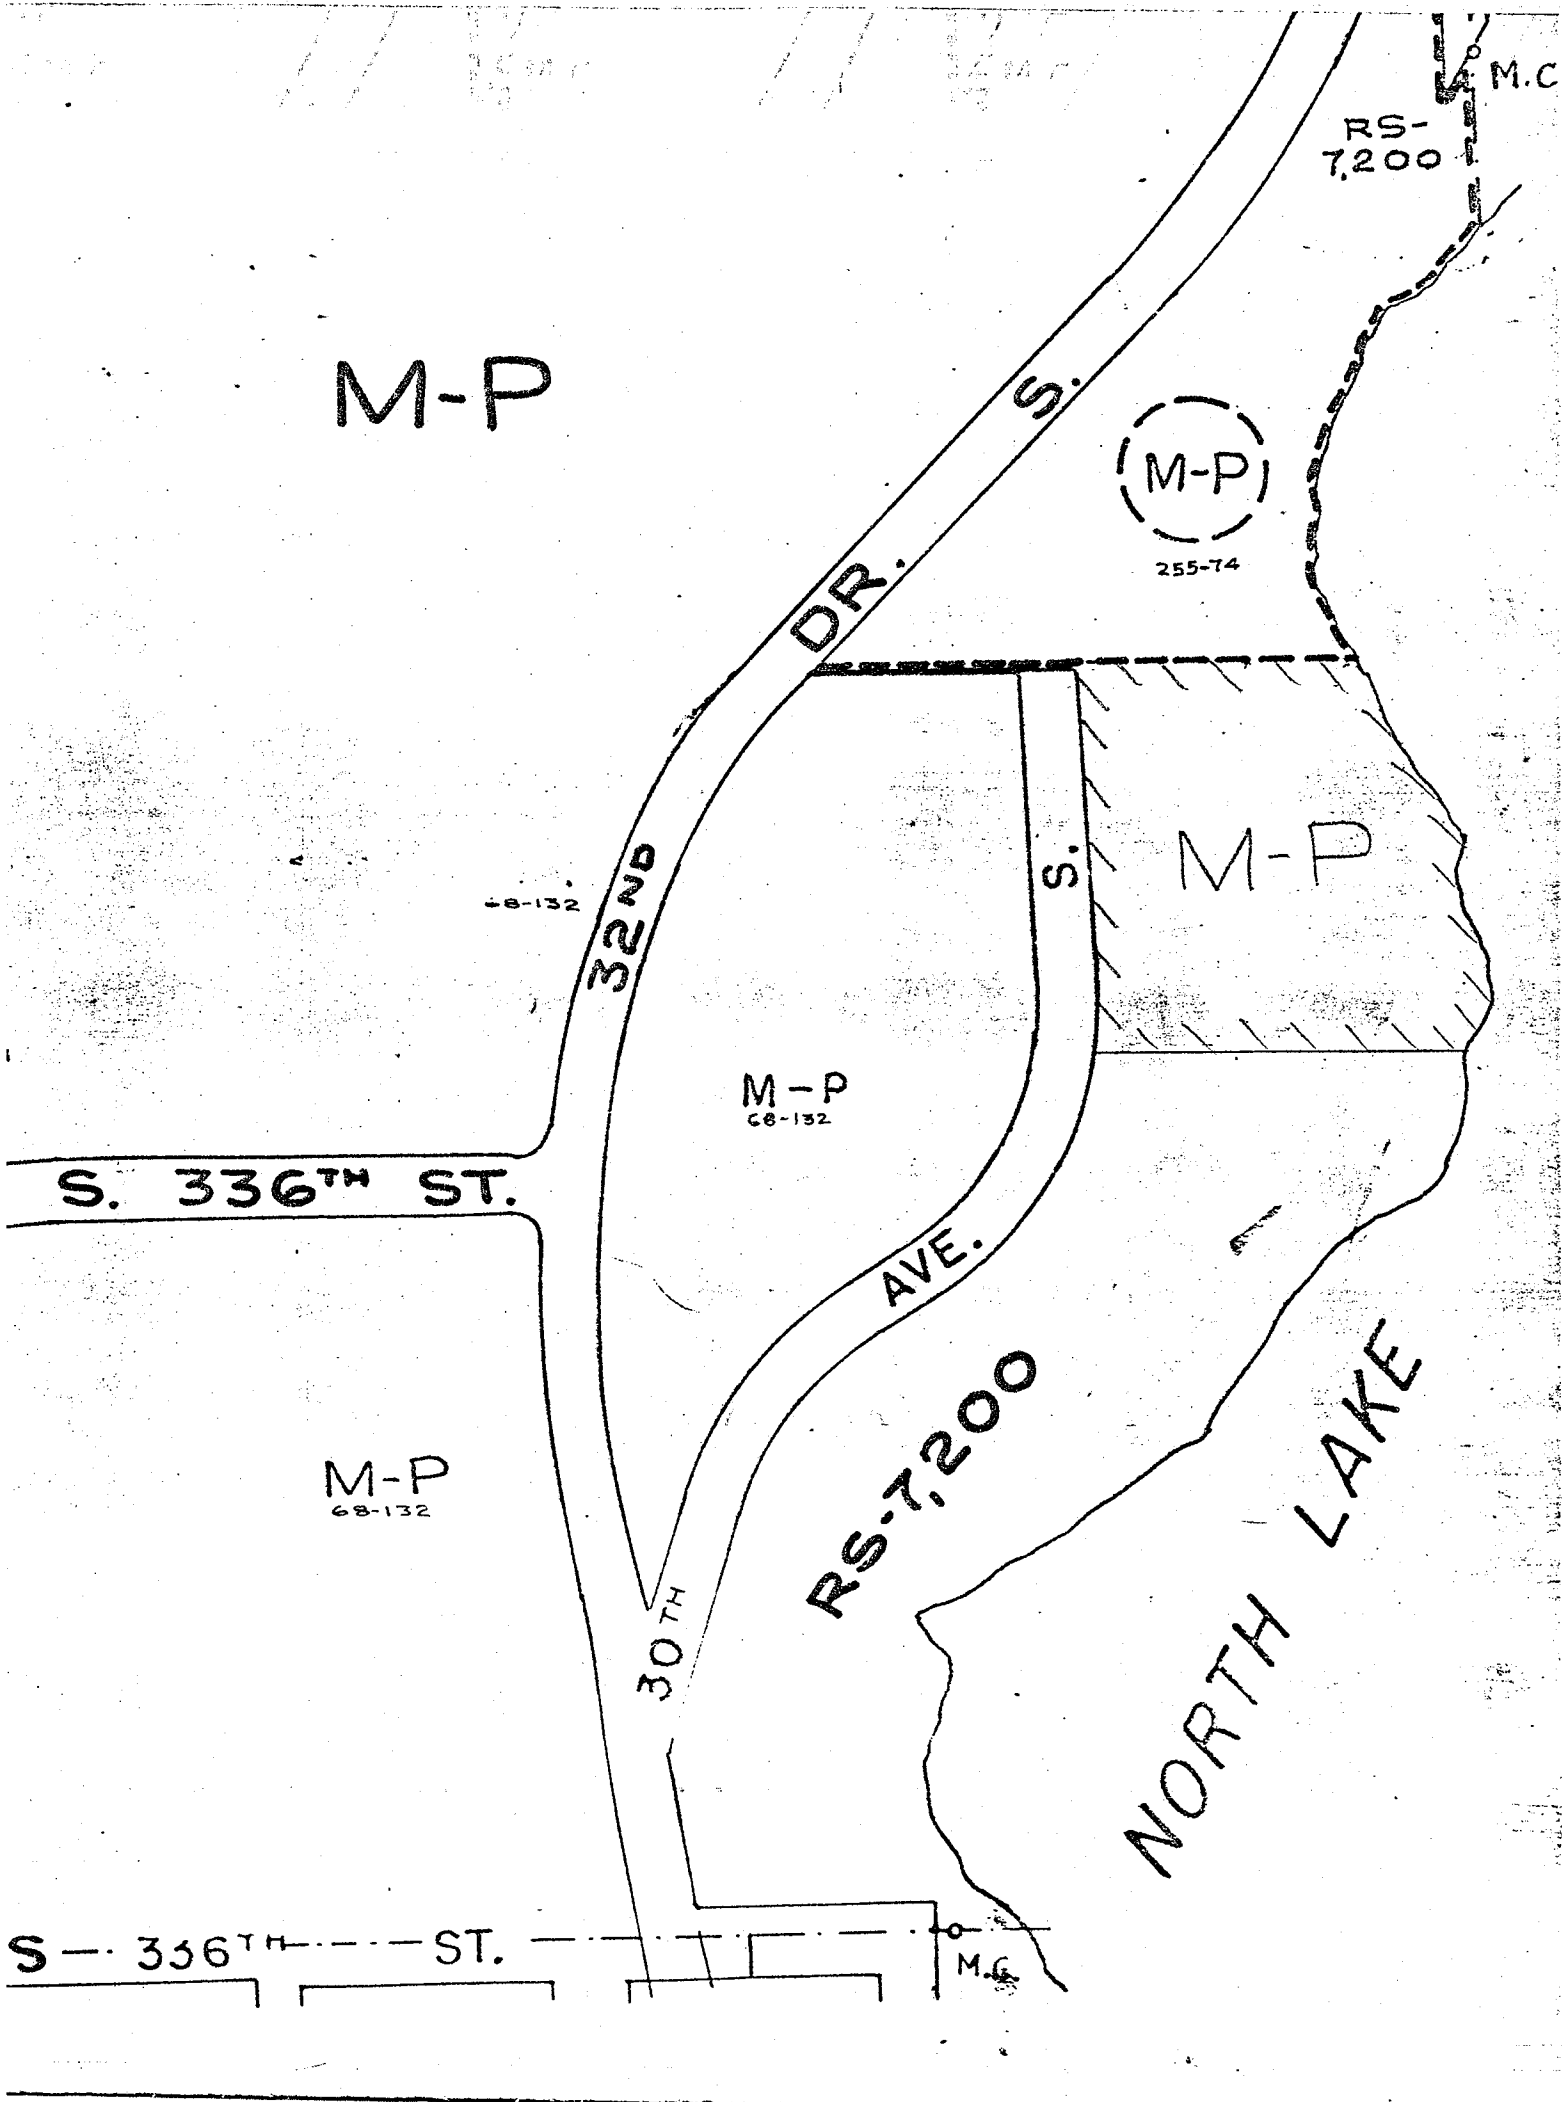 M.C
RS-
7,200
M-P
S.
M-P
255-74
DR.
M-P
S.
32ND
-8-132
M-P
68-132
S. 336TH ST.
AVE.
RS-7,200
NORTH LAKE
M-P
68-132
30TH
S 336TH ST.